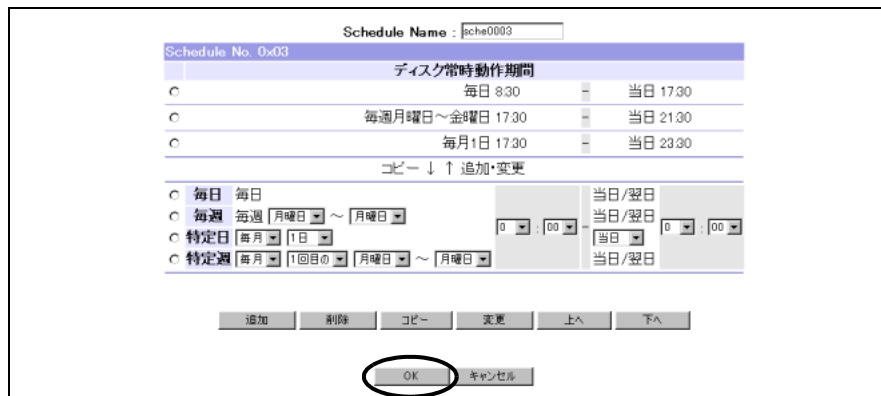 Schedule Name : sche0003
Schedule No. 0x03
ディスク常時動作期間
毎日 8:30 - 当日 17:30
毎週月曜日～金曜日 17:30 - 当日 21:30
毎月1日 17:30 - 当日 23:30
コピー ↓ ↑ 追加・変更
毎日 毎日 当日/翌日
毎週 毎週 月曜日 ～ 月曜日 当日/翌日
0 : 00 - 当日 0 : 00
特定日 毎月 1日
特定週 毎月 1回目の 月曜日 ～ 月曜日 当日/翌日
追加 削除 コピー 変更 上へ 下へ
OK キャンセル